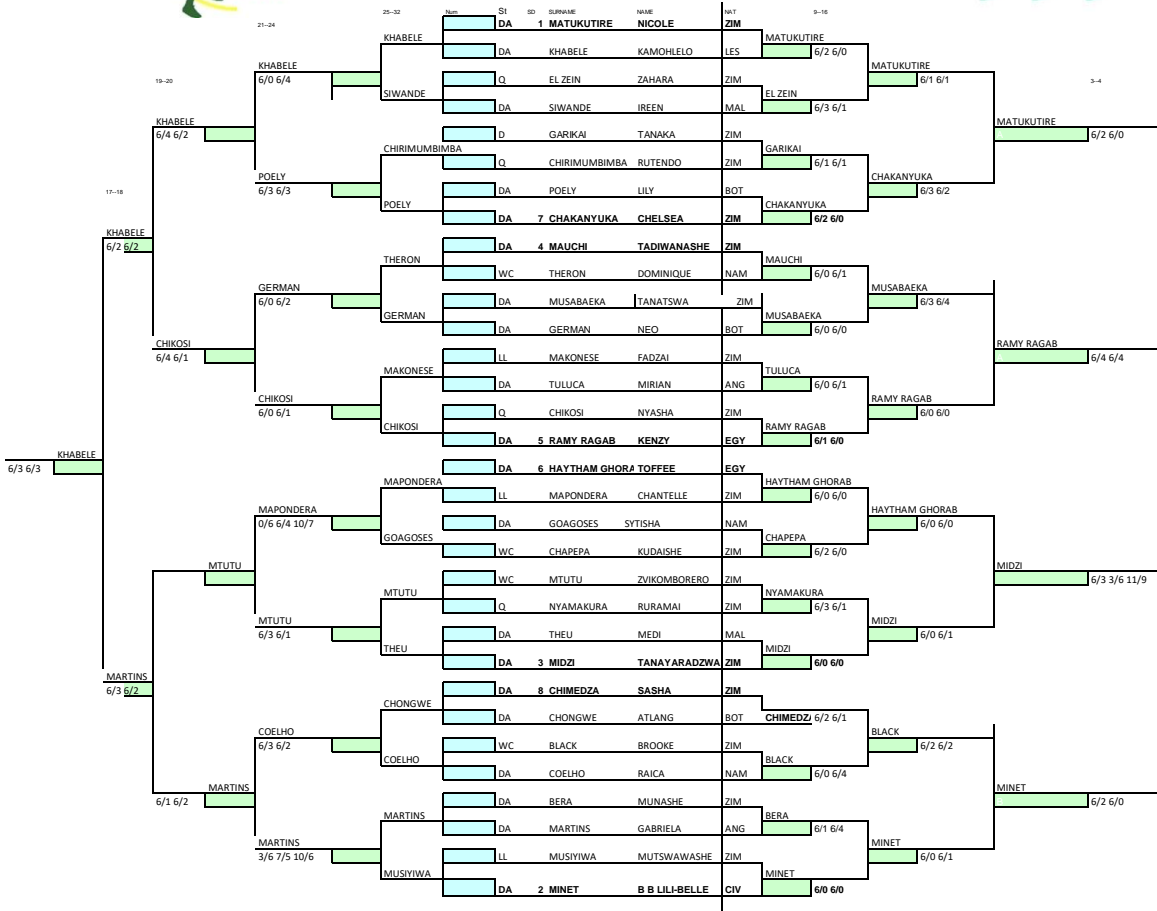 25--32 Num St SD SURNAME NAME NAT 9--16
21--24 DA 1 MATUKUTIRE NICOLE ZIM
KHABELE MATUKUTIRE
DA KHABELE KAMOHLELO LES 6/2 6/0
KHABELE MATUKUTIRE
19--20 6/0 6/4 Q EL ZEIN ZAHARA ZIM 6/1 6/1 3--4
SIWANDE EL ZEIN
DA SIWANDE IREEN MAL 6/3 6/1
KHABELE MATUKUTIRE
6/4 6/2 D GARIKAI TANAKA ZIM 6/2 6/0
CHIRIMUMBIMBA GARIKAI
Q CHIRIMUMBIMBA RUTENDO ZIM 6/1 6/1
POELY CHAKANYUKA
17--18 6/3 6/3 DA POELY LILY BOT 6/3 6/2
POELY CHAKANYUKA
DA 7 CHAKANYUKA CHELSEA ZIM 6/2 6/0
KHABELE
6/2 6/2 DA 4 MAUCHI TADIWANASHE ZIM
THERON MAUCHI
WC THERON DOMINIQUE NAM 6/0 6/1
GERMAN MUSABAEKA
6/0 6/2 DA MUSABAEKA TANATSWA ZIM 6/3 6/4
GERMAN MUSABAEKA
DA GERMAN NEO BOT 6/0 6/0
CHIKOSI RAMY RAGAB
6/4 6/1 LL MAKONESE FADZAI ZIM 6/4 6/4
MAKONESE TULUCA
DA TULUCA MIRIAN ANG 6/0 6/1
CHIKOSI RAMY RAGAB
6/0 6/1 Q CHIKOSI NYASHA ZIM 6/0 6/0
CHIKOSI RAMY RAGAB
DA 5 RAMY RAGAB KENZY EGY 6/1 6/0
KHABELE
6/3 6/3 DA 6 HAYTHAM GHORA TOFFEE EGY
MAPONDERA HAYTHAM GHORAB
LL MAPONDERA CHANTELLE ZIM 6/0 6/0
MAPONDERA HAYTHAM GHORAB
0/6 6/4 10/7 DA GOAGOSES SYTISHA NAM 6/0 6/0
GOAGOSES CHAPEPA
WC CHAPEPA KUDAISHE ZIM 6/2 6/0
MTUTU MIDZI
WC MTUTU ZVIKOMBORERO ZIM 6/3 3/6 11/9
MTUTU NYAMAKURA
Q NYAMAKURA RURAMAI ZIM 6/3 6/1
MTUTU MIDZI
6/3 6/1 DA THEU MEDI MAL 6/0 6/1
THEU MIDZI
DA 3 MIDZI TANAYARADZWA ZIM 6/0 6/0
MARTINS
6/3 6/2 DA 8 CHIMEDZA SASHA ZIM
CHONGWE
DA CHONGWE ATLANG BOT CHIMEDZA 6/2 6/1
COELHO BLACK
6/3 6/2 WC BLACK BROOKE ZIM 6/2 6/2
COELHO BLACK
DA COELHO RAICA NAM 6/0 6/4
MARTINS MINET
6/1 6/2 DA BERA MUNASHE ZIM 6/2 6/0
MARTINS BERA
DA MARTINS GABRIELA ANG 6/1 6/4
MARTINS MINET
3/6 7/5 10/6 LL MUSIYIWA MUTSWAWASHE ZIM 6/0 6/1
MUSIYIWA MINET
DA 2 MINET B B LILI-BELLE CIV 6/0 6/0